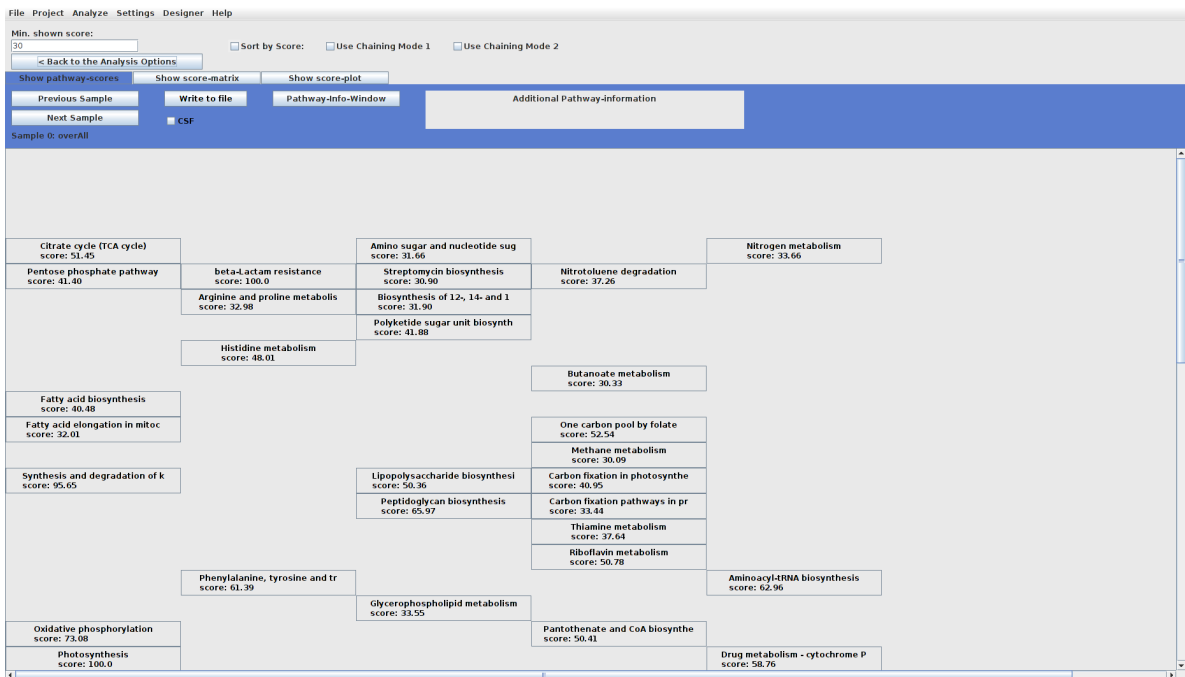 File Project Analyze Settings Designer Help
Min. shown score:
30
Sort by Score: Use Chaining Mode 1 Use Chaining Mode 2
< Back to the Analysis Options
Show pathway-scores Show score-matrix Show score-plot
Previous Sample Write to file Pathway-Info-Window Additional Pathway-information
Next Sample CSF
Sample 0: overAll
Citrate cycle (TCA cycle) Amino sugar and nucleotide sug Nitrogen metabolism
score: 51.45 score: 31.66 score: 33.66
Pentose phosphate pathway beta-Lactam resistance Streptomycin biosynthesis Nitrotoluene degradation
score: 41.40 score: 100.0 score: 30.90 score: 37.26
Arginine and proline metabolis Biosynthesis of 12-, 14- and 1
score: 32.98 score: 31.90
Polyketide sugar unit biosynth
score: 41.88
Histidine metabolism
score: 48.01
Butanoate metabolism
score: 30.33
Fatty acid biosynthesis
score: 40.48
Fatty acid elongation in mitoc One carbon pool by folate
score: 32.01 score: 52.54
Methane metabolism
score: 30.09
Synthesis and degradation of k Lipopolysaccharide biosynthesi Carbon fixation in photosynthe
score: 95.65 score: 50.36 score: 40.95
Peptidoglycan biosynthesis Carbon fixation pathways in pr
score: 65.97 score: 33.44
Thiamine metabolism
score: 37.64
Riboflavin metabolism
score: 50.78
Phenylalanine, tyrosine and tr Aminoacyl-tRNA biosynthesis
score: 61.39 score: 62.96
Glycerophospholipid metabolism
score: 33.55
Oxidative phosphorylation Pantothenate and CoA biosynthe
score: 73.08 score: 50.41
Photosynthesis Drug metabolism - cytochrome P
score: 100.0 score: 58.76